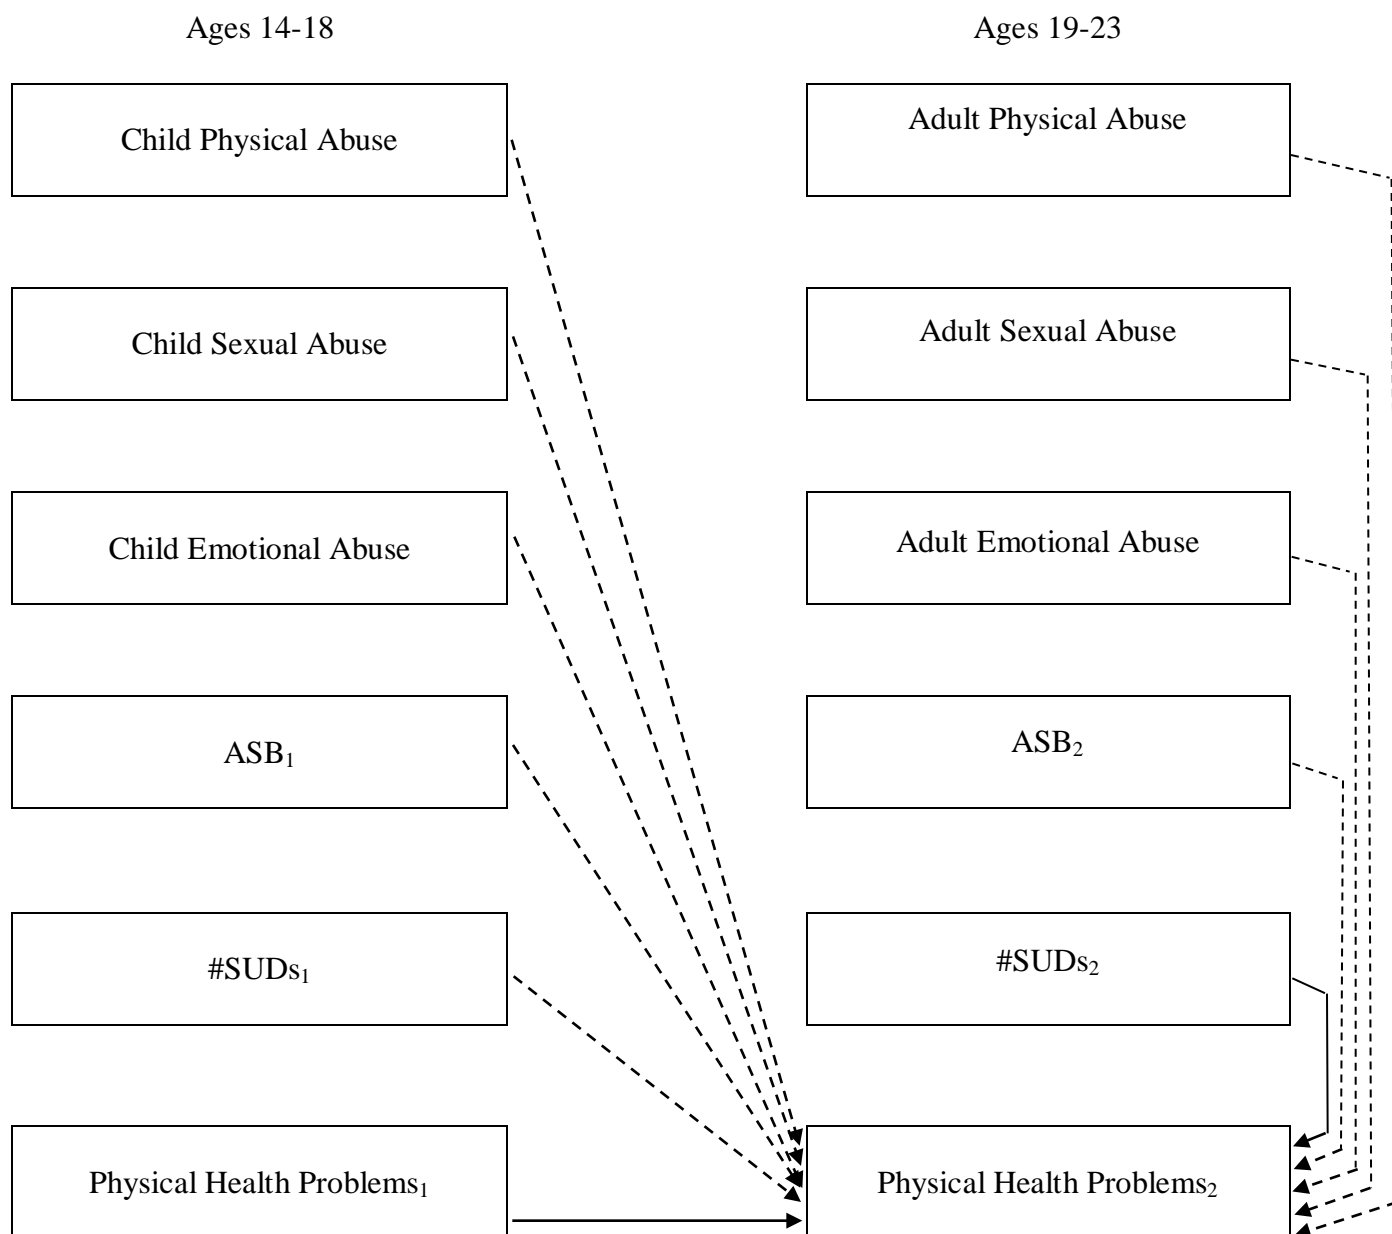 Ages 14-18
Ages 19-23
Child Physical Abuse
Adult Physical Abuse
Child Sexual Abuse
Adult Sexual Abuse
Child Emotional Abuse
Adult Emotional Abuse
ASB₁
ASB₂
#SUDs₁
#SUDs₂
Physical Health Problems₁
Physical Health Problems₂